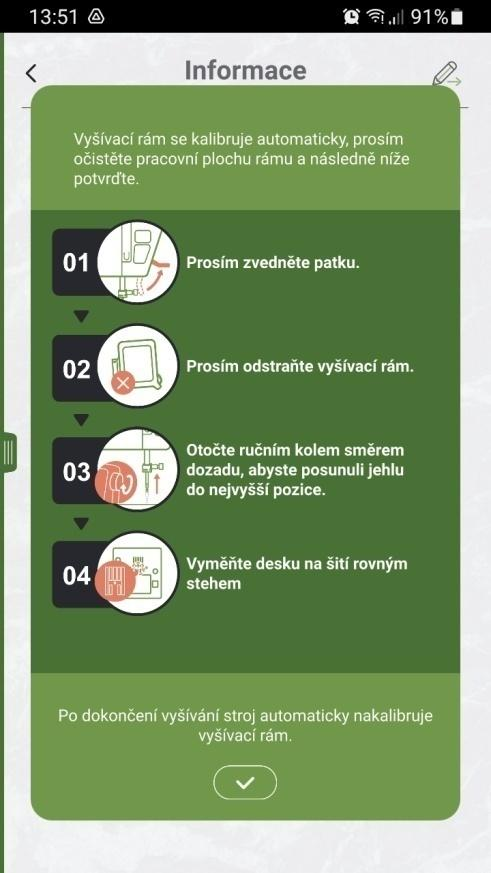 13:51 91%
Informace
Vyšívací rám se kalibruje automaticky, prosím
očistěte pracovní plochu rámu a následně níže
potvrďte.
01 Prosím zvedněte patku.
02 Prosím odstraňte vyšívací rám.
03 Otočte ručním kolem směrem
dozadu, abyste posunuli jehlu
do nejvyšší pozice.
04 Vyměňte desku na šití rovným
stehem
Po dokončení vyšívání stroj automaticky nakalibruje
vyšívací rám.